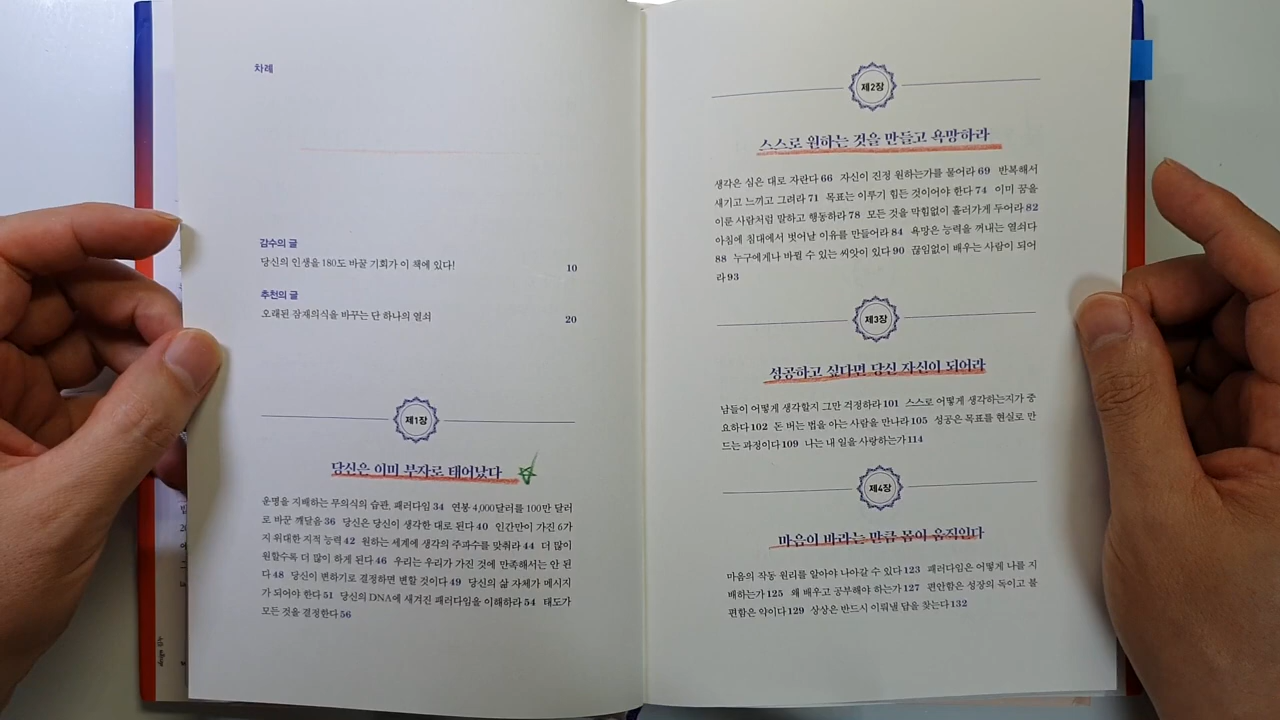 차례
감수의 글
당신의 인생을 180도 바꿀 기회가 이 책에 있다! 10
추천의 글
오래된 잠재의식을 바꾸는 단 하나의 열쇠 20
제1장
당신은 이미 부자로 태어났다
운명을 지배하는 무의식의 습관, 패러다임 34 연봉 4,000달러를 100만 달러
로 바꾼 깨달음 36 당신은 당신이 생각한 대로 된다 40 인간만이 가진 6가
지 위대한 지적 능력 42 원하는 세계에 생각의 주파수를 맞춰라 44 더 많이
원할수록 더 많이 하게 된다 46 우리는 우리가 가진 것에 만족해서는 안 된
다 48 당신이 변하기로 결정하면 변할 것이다 49 당신의 삶 자체가 메시지
가 되어야 한다 51 당신의 DNA에 새겨진 패러다임을 이해하라 54 태도가
모든 것을 결정한다 56
제2장
스스로 원하는 것을 만들고 욕망하라
생각은 심은 대로 자란다 66 자신이 진정 원하는가를 물어라 69 반복해서
새기고 느끼고 그려라 71 목표는 이루기 힘든 것이어야 한다 74 이미 꿈을
이룬 사람처럼 말하고 행동하라 78 모든 것을 막힘없이 흘러가게 두어라 82
아침에 침대에서 벗어날 이유를 만들어라 84 욕망은 능력을 꺼내는 열쇠다
88 누구에게나 바뀔 수 있는 씨앗이 있다 90 끊임없이 배우는 사람이 되어
라 93
제3장
성공하고 싶다면 당신 자신이 되어라
남들이 어떻게 생각할지 그만 걱정하라 101 스스로 어떻게 생각하는지가 중
요하다 102 돈 버는 법을 아는 사람을 만나라 105 성공은 목표를 현실로 만
드는 과정이다 109 나는 내 일을 사랑하는가 114
제4장
마음이 바라는 만큼 몸이 움직인다
마음의 작동 원리를 알아야 나아갈 수 있다 123 패러다임은 어떻게 나를 지
배하는가 125 왜 배우고 공부해야 하는가 127 편안함은 성장의 독이고 불
편함은 약이다 129 상상은 반드시 이뤄낼 답을 찾는다 132